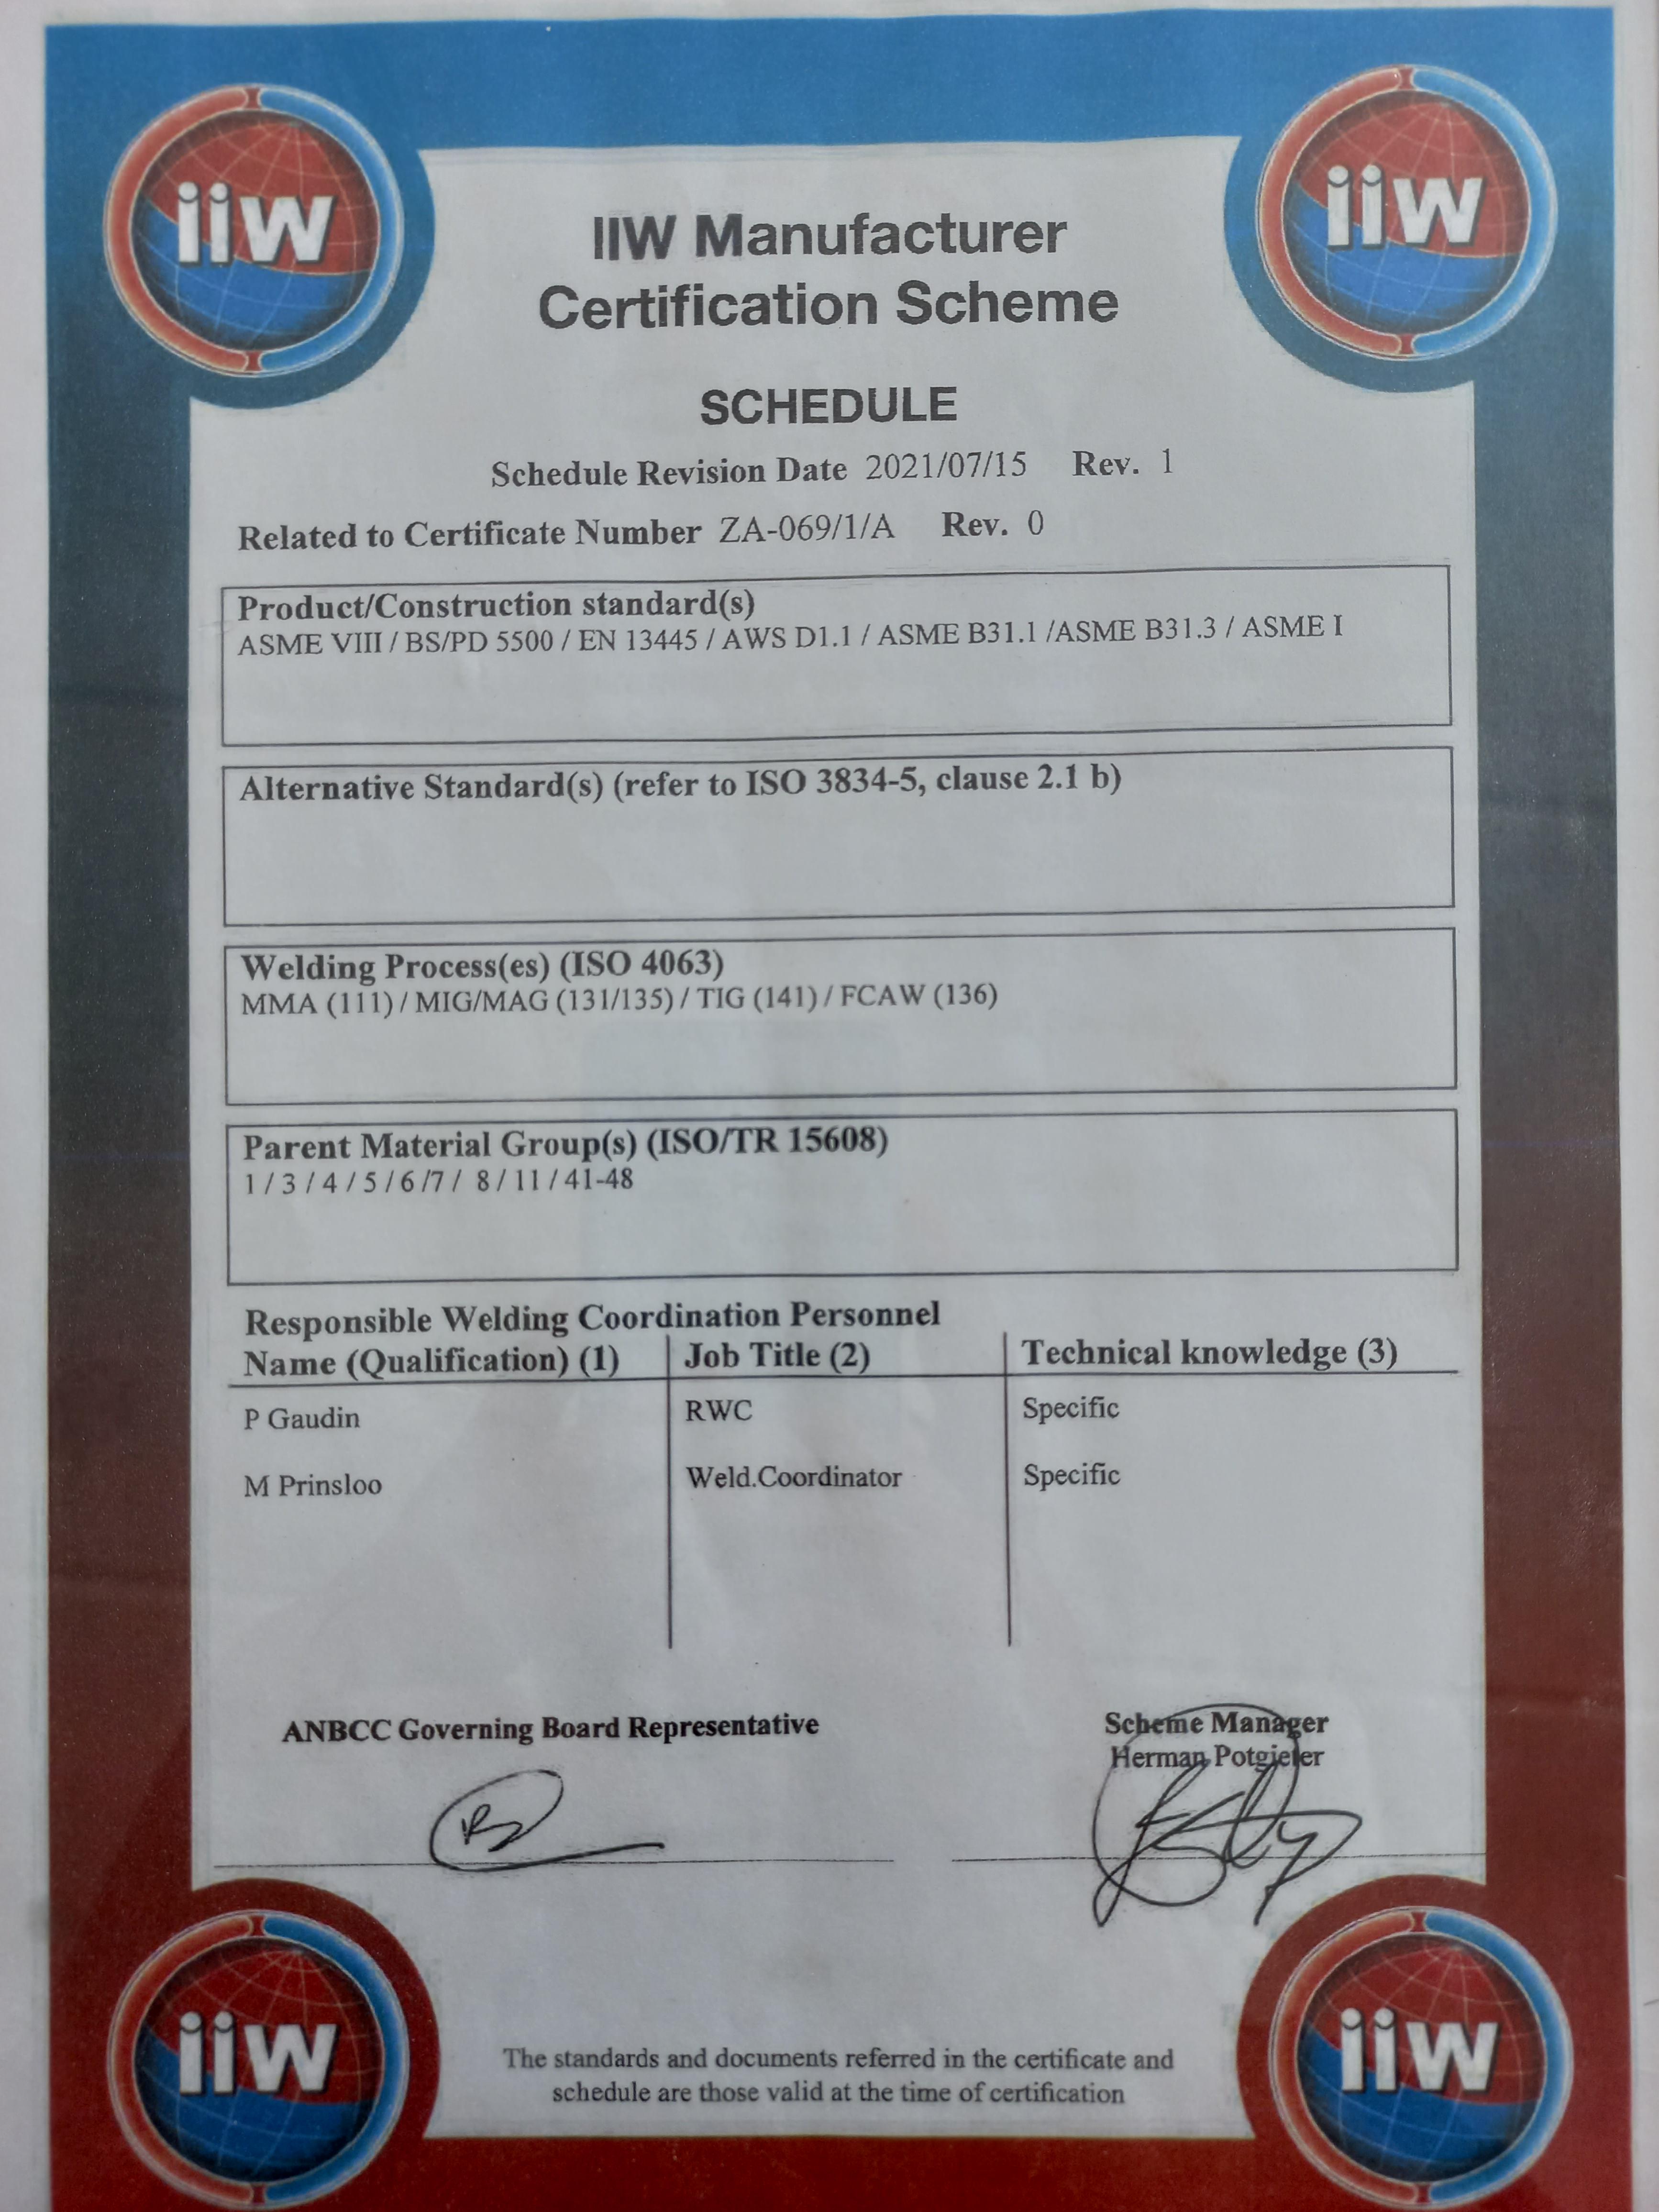 iiw
iiw
IIW Manufacturer
Certification Scheme
SCHEDULE
Schedule Revision Date 2021/07/15 Rev. 1
Related to Certificate Number ZA-069/1/A Rev. 0
Product/Construction standard(s)
ASME VIII / BS/PD 5500 / EN 13445 / AWS D1.1 / ASME B31.1 /ASME B31.3 / ASME I
Alternative Standard(s) (refer to ISO 3834-5, clause 2.1 b)
Welding Process(es) (ISO 4063)
MMA (111) / MIG/MAG (131/135) / TIG (141) / FCAW (136)
Parent Material Group(s) (ISO/TR 15608)
1 / 3 / 4 / 5 / 6 /7 / 8 / 11 / 41-48
Responsible Welding Coordination Personnel
Name (Qualification) (1) Job Title (2) Technical knowledge (3)
P Gaudin RWC Specific
M Prinsloo Weld.Coordinator Specific
ANBCC Governing Board Representative
Scheme Manager
Herman Potgieter
iiw
iiw
The standards and documents referred in the certificate and
schedule are those valid at the time of certification